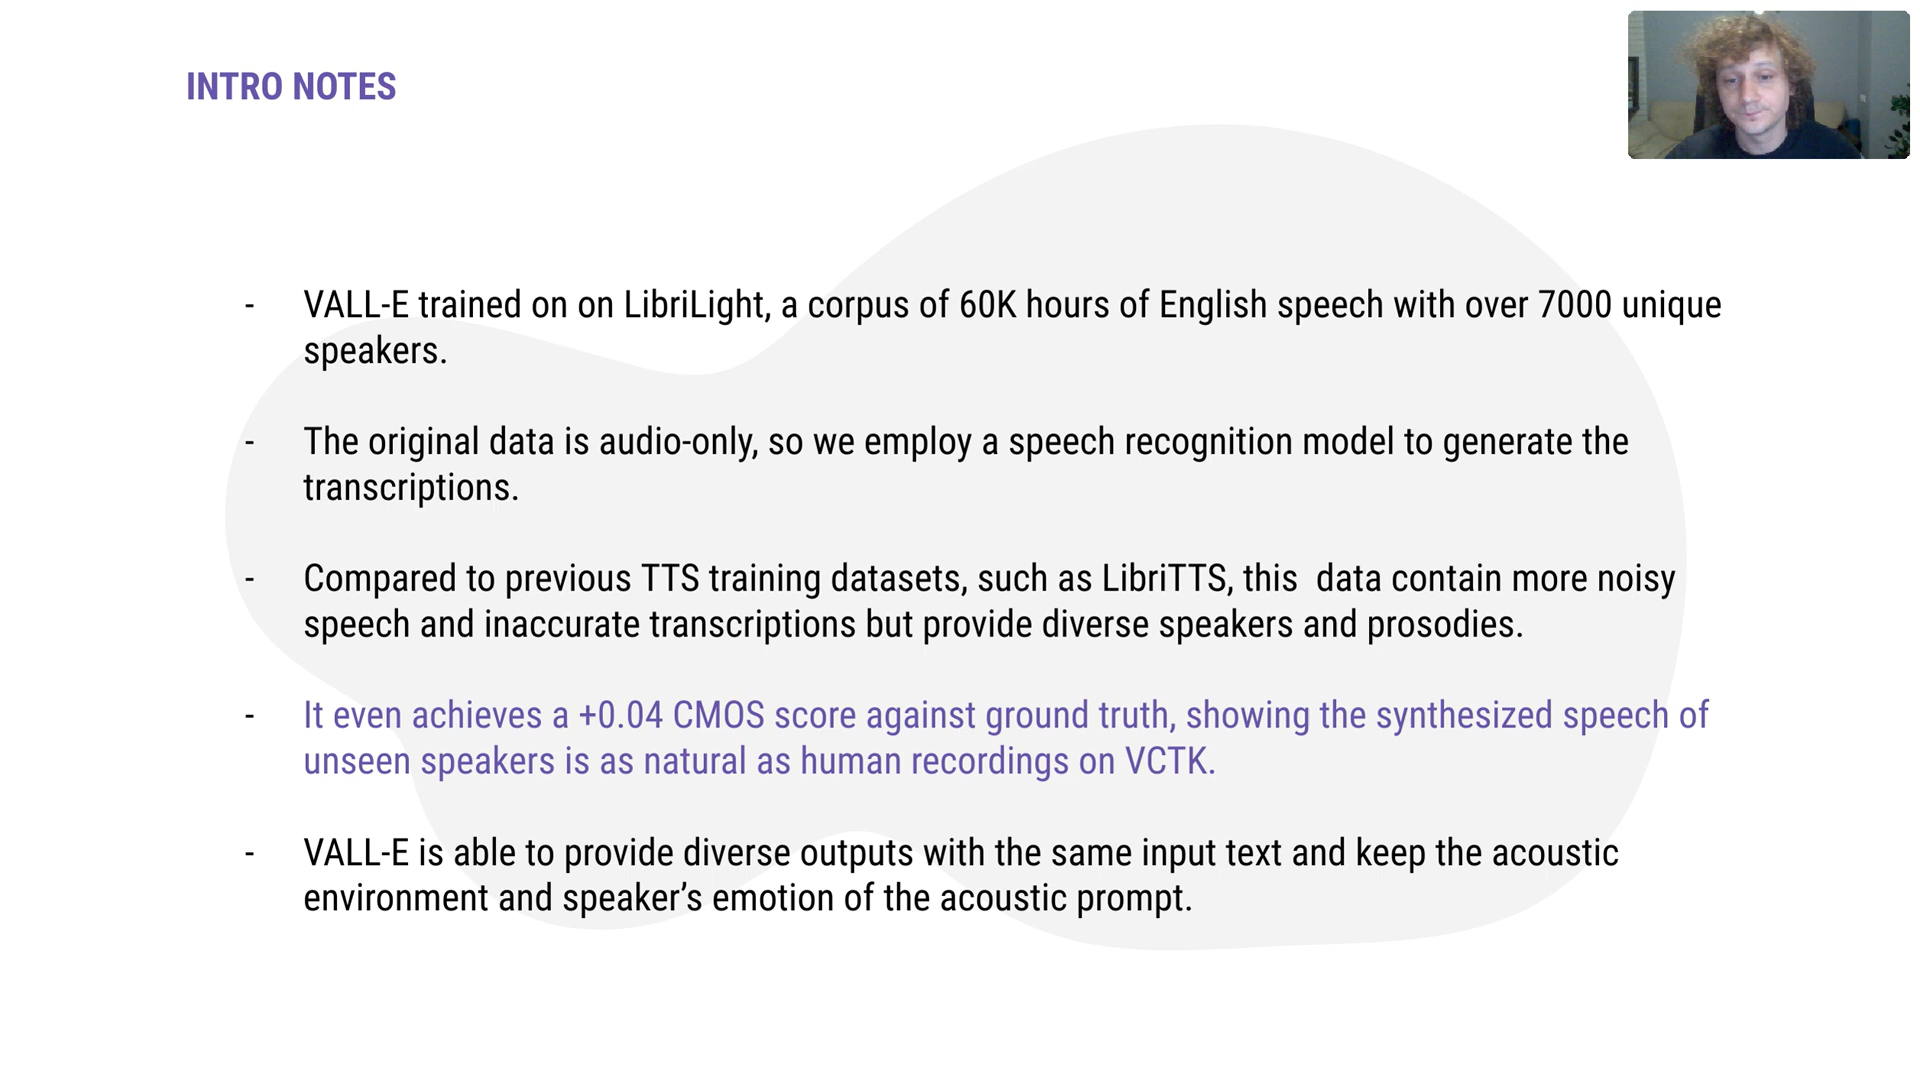 INTRO NOTES
- VALL-E trained on on LibriLight, a corpus of 60K hours of English speech with over 7000 unique
speakers.
- The original data is audio-only, so we employ a speech recognition model to generate the
transcriptions.
- Compared to previous TTS training datasets, such as LibriTTS, this  data contain more noisy
speech and inaccurate transcriptions but provide diverse speakers and prosodies.
- It even achieves a +0.04 CMOS score against ground truth, showing the synthesized speech of
unseen speakers is as natural as human recordings on VCTK.
- VALL-E is able to provide diverse outputs with the same input text and keep the acoustic
environment and speaker’s emotion of the acoustic prompt.